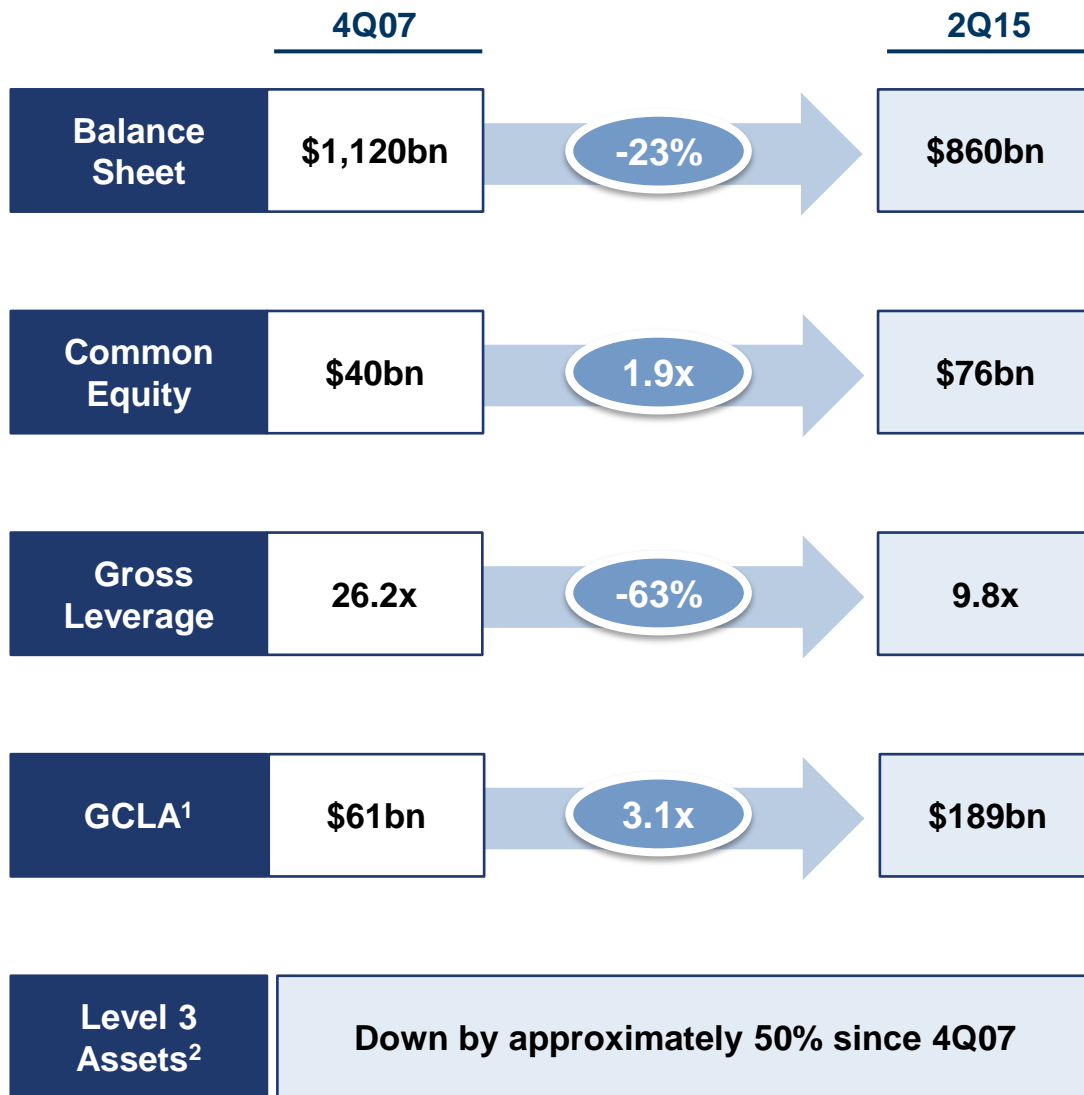 4Q07 2Q15
Balance
Sheet
$1,120bn -23% $860bn
Common
Equity
$40bn 1.9x $76bn
Gross
Leverage
26.2x -63% 9.8x
GCLA¹ $61bn 3.1x $189bn
Level 3
Assets²
Down by approximately 50% since 4Q07